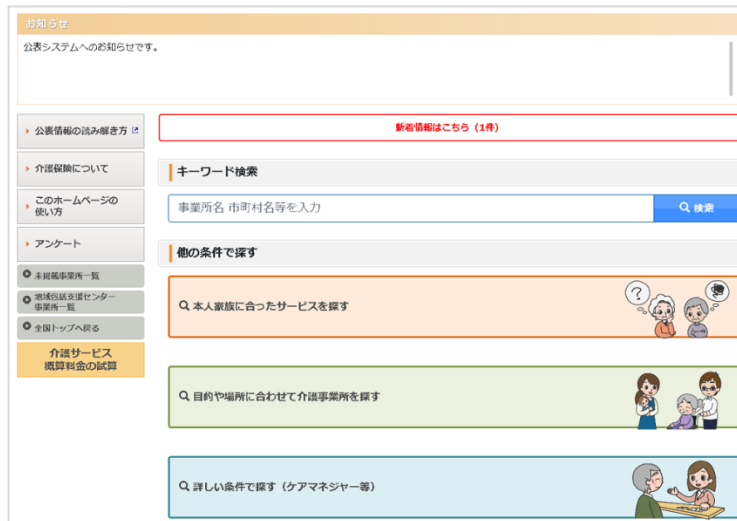 お知らせ
公表システムへのお知らせです。
公表情報の読み解き方
介護保険について
このホームページの
使い方
アンケート
未掲載事業所一覧
地域包括支援センター
事業所一覧
全国トップへ戻る
介護サービス
概算料金の試算
新着情報はこちら（1件）
キーワード検索
事業所名 市町村名等を入力
検索
他の条件で探す
本人家族に合ったサービスを探す
?
目的や場所に合わせて介護事業所を探す
詳しい条件で探す（ケアマネジャー等）